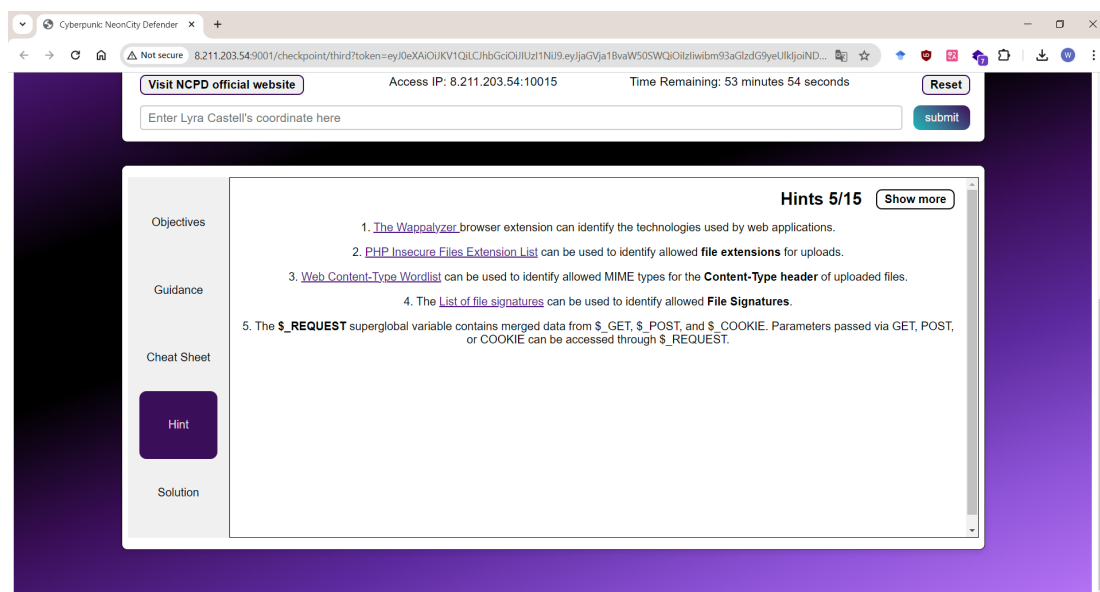 Cyberpunk: NeonCity Defender
Not secure 8.211.203.54:9001/checkpoint/third?token=eyJ0eXAiOiJKV1QiLCJhbGciOiJIUzI1NiJ9.eyJjaGVja1BvaW50SWQiOiIzIiwibm93aGlzdG9yeUlkIjoiND...
7
W
Visit NCPD official website Access IP: 8.211.203.54:10015 Time Remaining: 53 minutes 54 seconds Reset
Enter Lyra Castell's coordinate here submit
Hints 5/15 Show more
Objectives
1. The Wappalyzer browser extension can identify the technologies used by web applications.
2. PHP Insecure Files Extension List can be used to identify allowed file extensions for uploads.
3. Web Content-Type Wordlist can be used to identify allowed MIME types for the Content-Type header of uploaded files.
Guidance
4. The List of file signatures can be used to identify allowed File Signatures.
5. The $_REQUEST superglobal variable contains merged data from $_GET, $_POST, and $_COOKIE. Parameters passed via GET, POST,
or COOKIE can be accessed through $_REQUEST.
Cheat Sheet
Hint
Solution